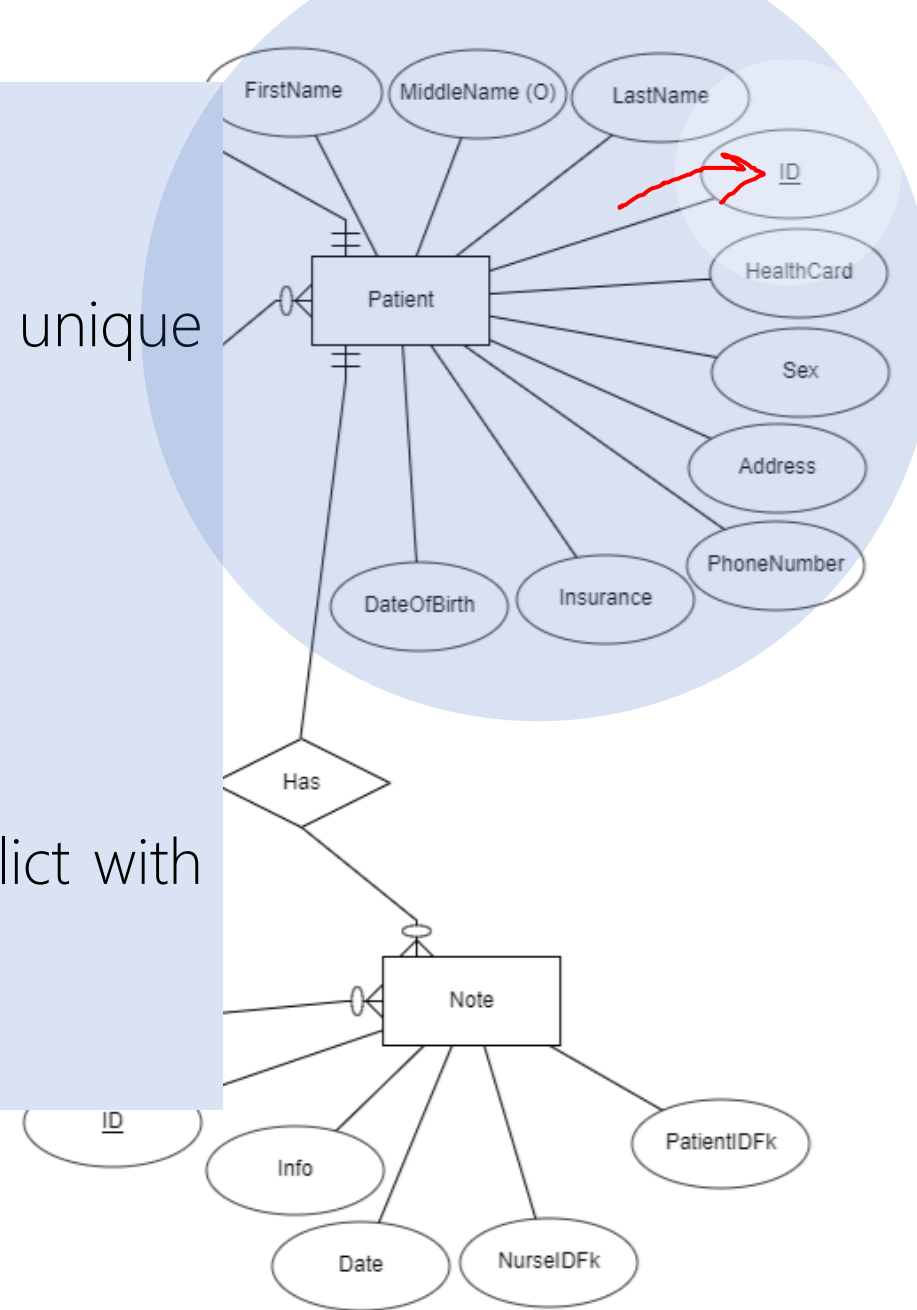 FirstName
MiddleName (O)
LastName
ID
HealthCard
Patient
unique
Sex
Address
PhoneNumber
DateOfBirth
Insurance
Has
lict with
Note
ID
Info
PatientIDFk
Date
NurseIDFk